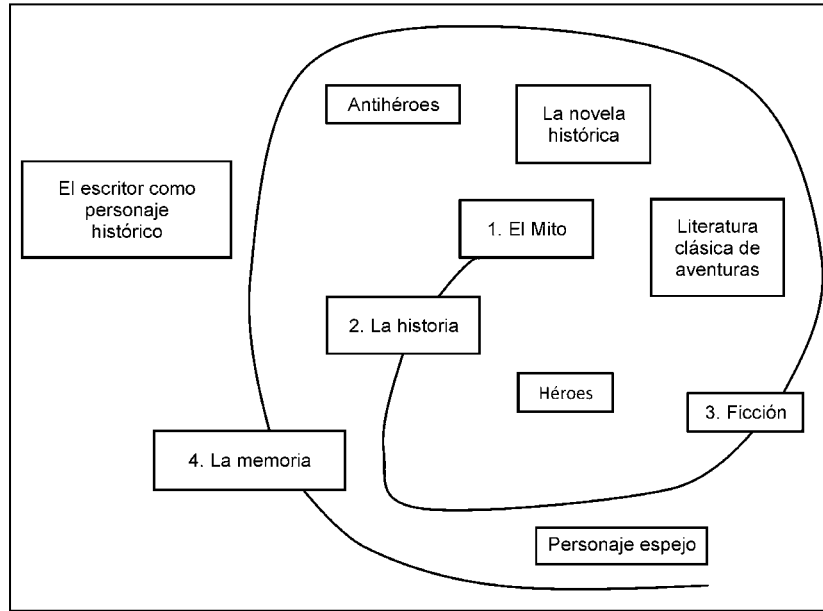 Antihéroes
La novela
histórica
El escritor como
personaje
histórico
1. El Mito
Literatura
clásica de
aventuras
2. La historia
Héroes
3. Ficción
4. La memoria
Personaje espejo